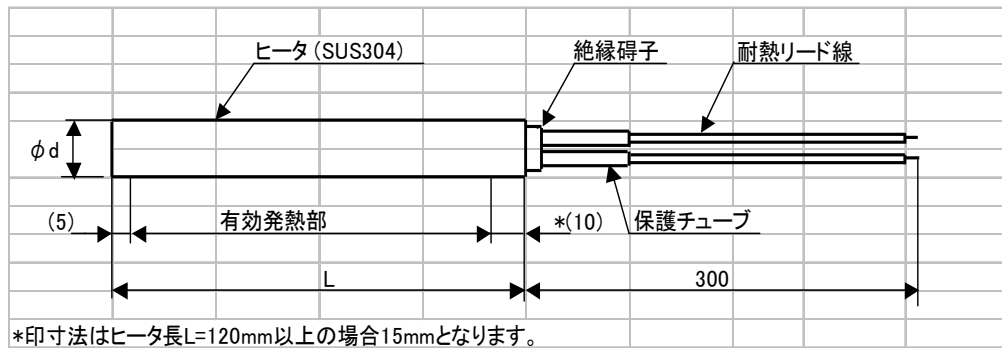 ヒータ(SUS304)
絶縁碍子
耐熱リード線
φd
(5)
有効発熱部
*(10)
保護チューブ
L
300
*印寸法はヒータ長L=120mm以上の場合15mmとなります。